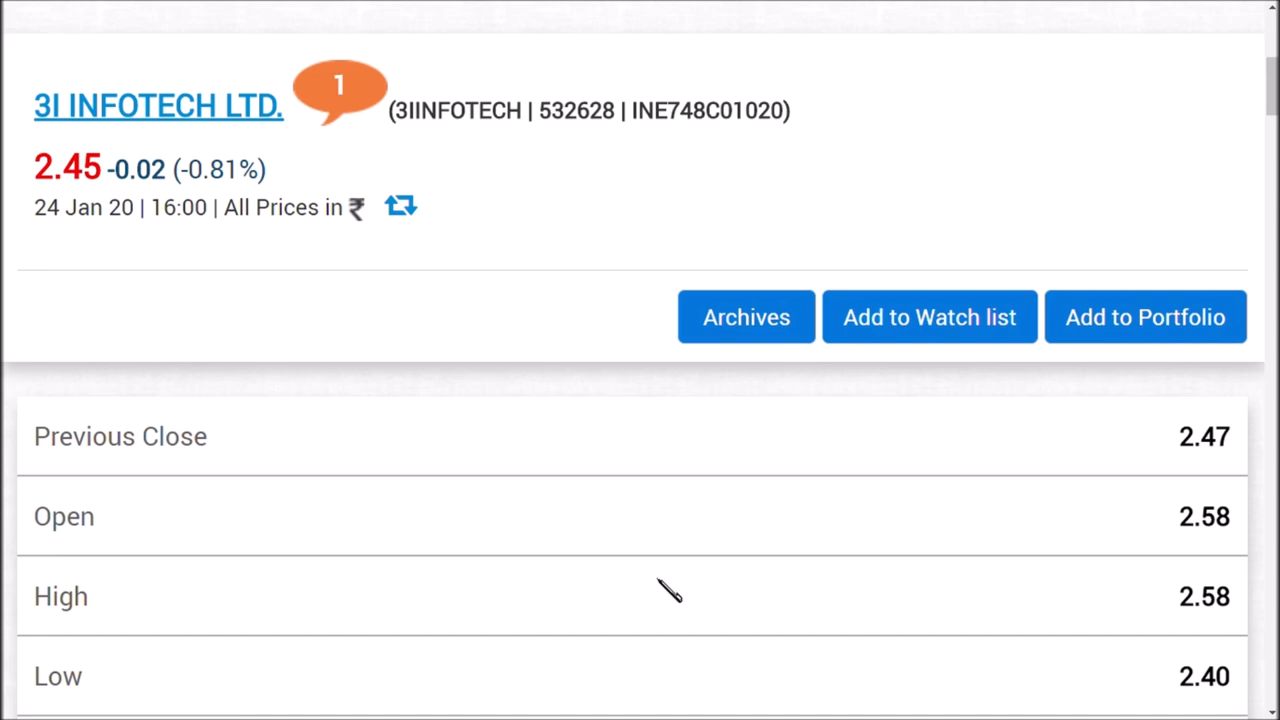 3I INFOTECH LTD. 1 (3IINFOTECH | 532628 | INE748C01020)
2.45 -0.02 (-0.81%)
24 Jan 20 | 16:00 | All Prices in ₹
Archives Add to Watch list Add to Portfolio
Previous Close 2.47
Open 2.58
High 2.58
Low 2.40